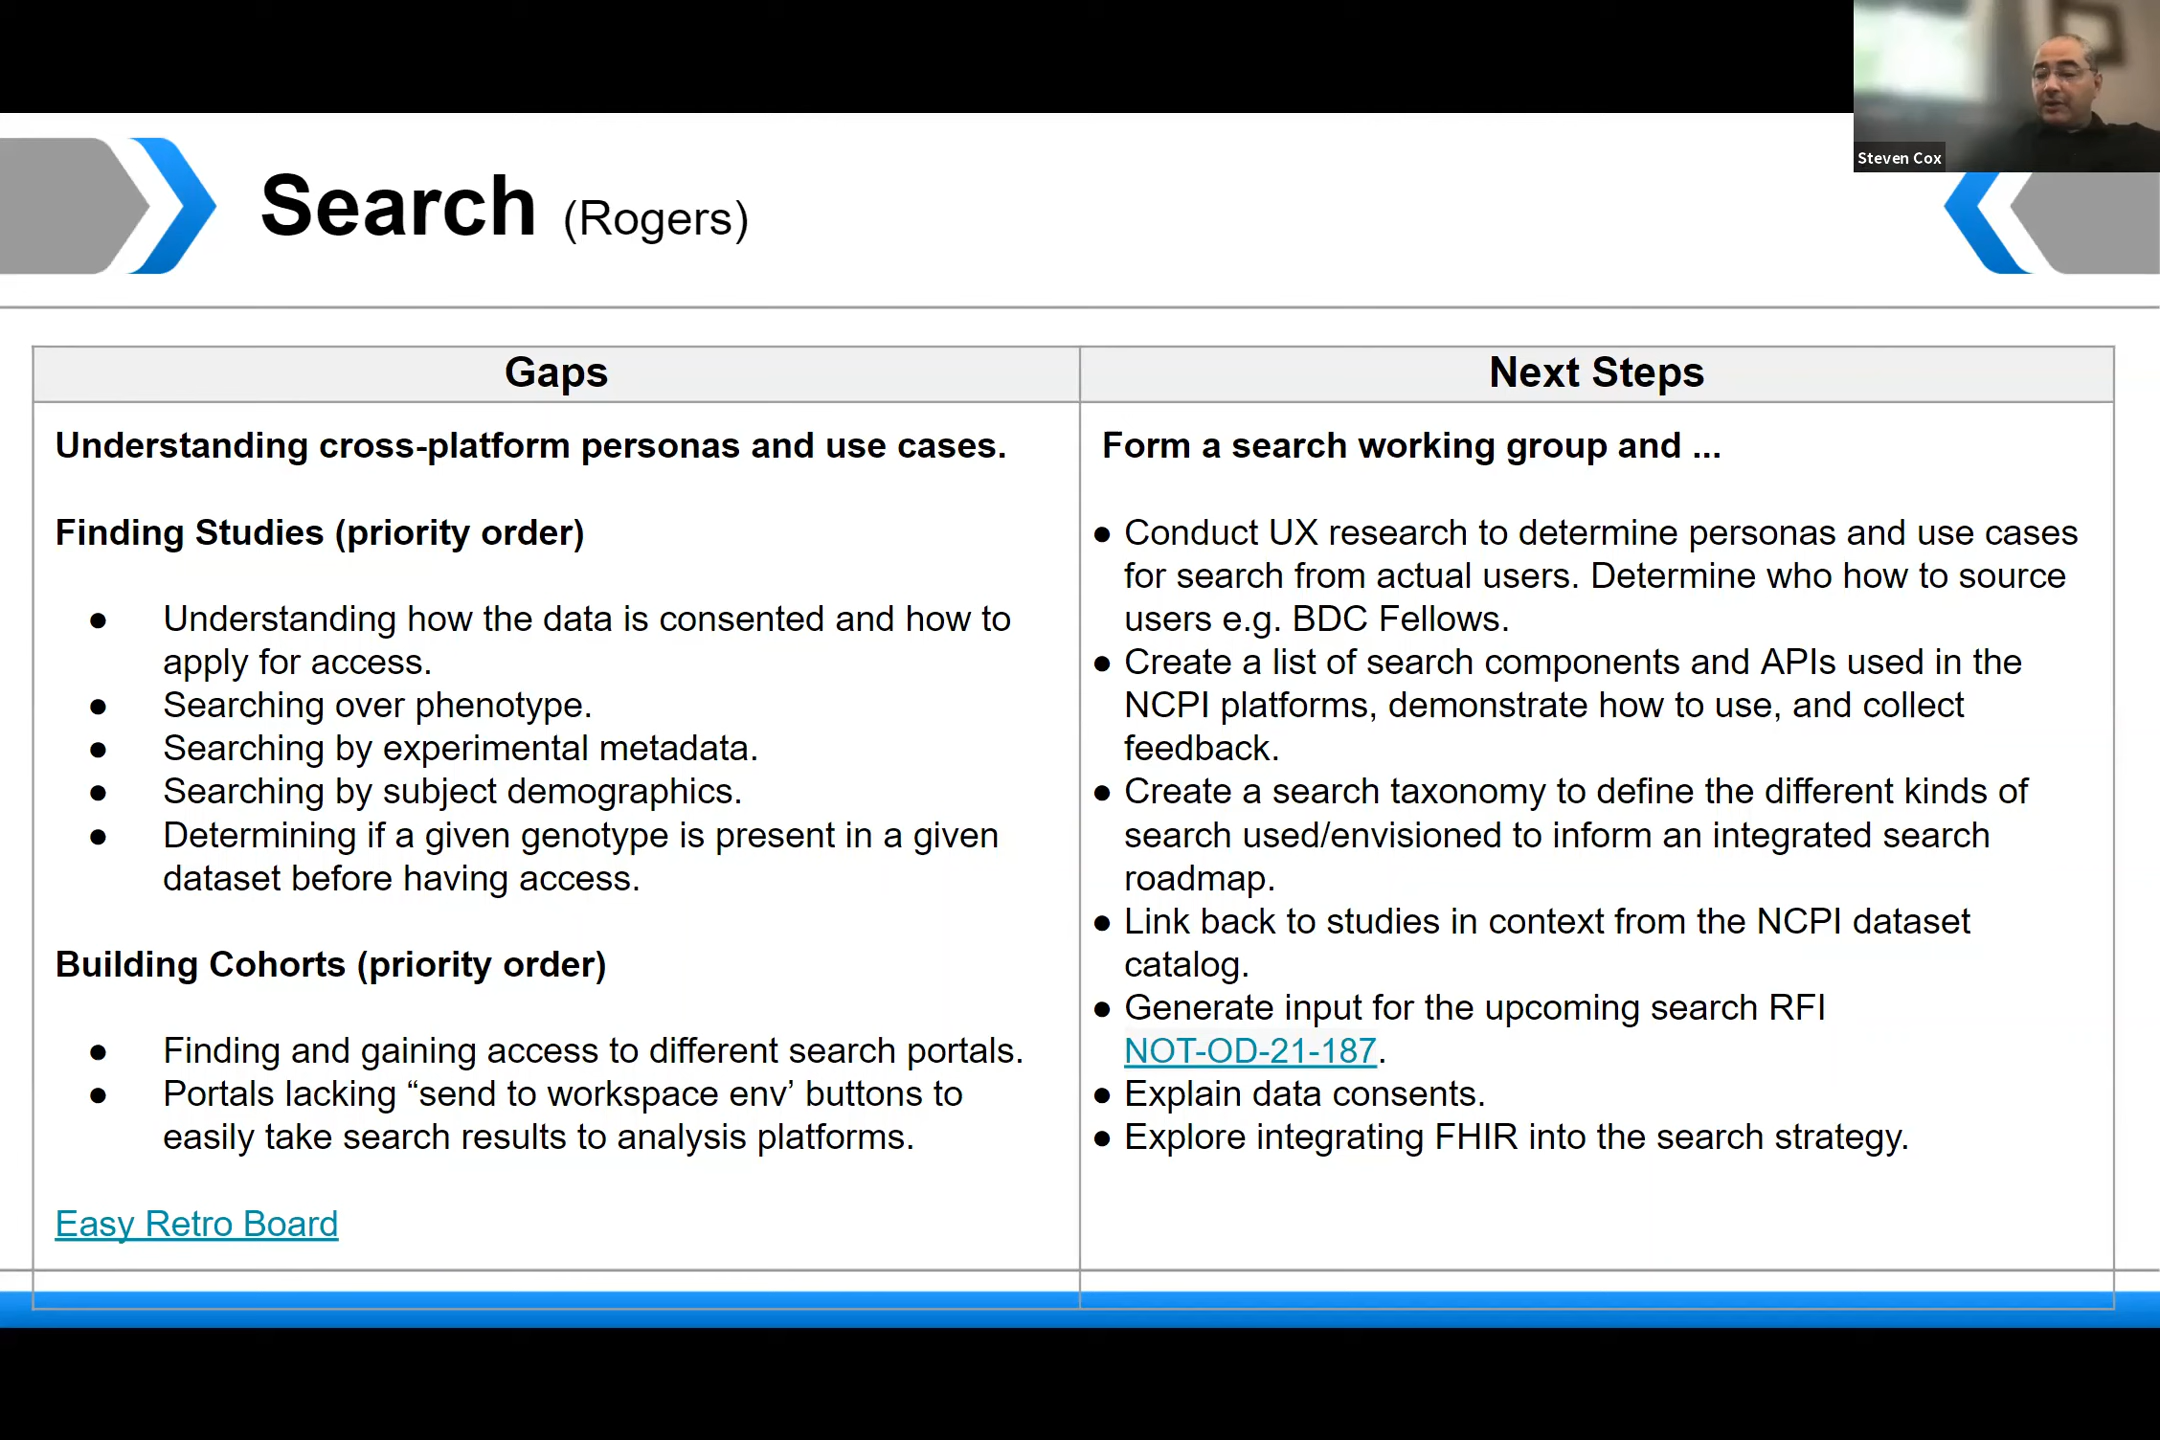 Steven Cox
Search (Rogers)
Gaps
Understanding cross-platform personas and use cases.
Finding Studies (priority order)
● Understanding how the data is consented and how to
apply for access.
● Searching over phenotype.
● Searching by experimental metadata.
● Searching by subject demographics.
● Determining if a given genotype is present in a given
dataset before having access.
Building Cohorts (priority order)
● Finding and gaining access to different search portals.
● Portals lacking “send to workspace env’ buttons to
easily take search results to analysis platforms.
Easy Retro Board
Next Steps
Form a search working group and ...
● Conduct UX research to determine personas and use cases
for search from actual users. Determine who how to source
users e.g. BDC Fellows.
● Create a list of search components and APIs used in the
NCPI platforms, demonstrate how to use, and collect
feedback.
● Create a search taxonomy to define the different kinds of
search used/envisioned to inform an integrated search
roadmap.
● Link back to studies in context from the NCPI dataset
catalog.
● Generate input for the upcoming search RFI
NOT-OD-21-187.
● Explain data consents.
● Explore integrating FHIR into the search strategy.